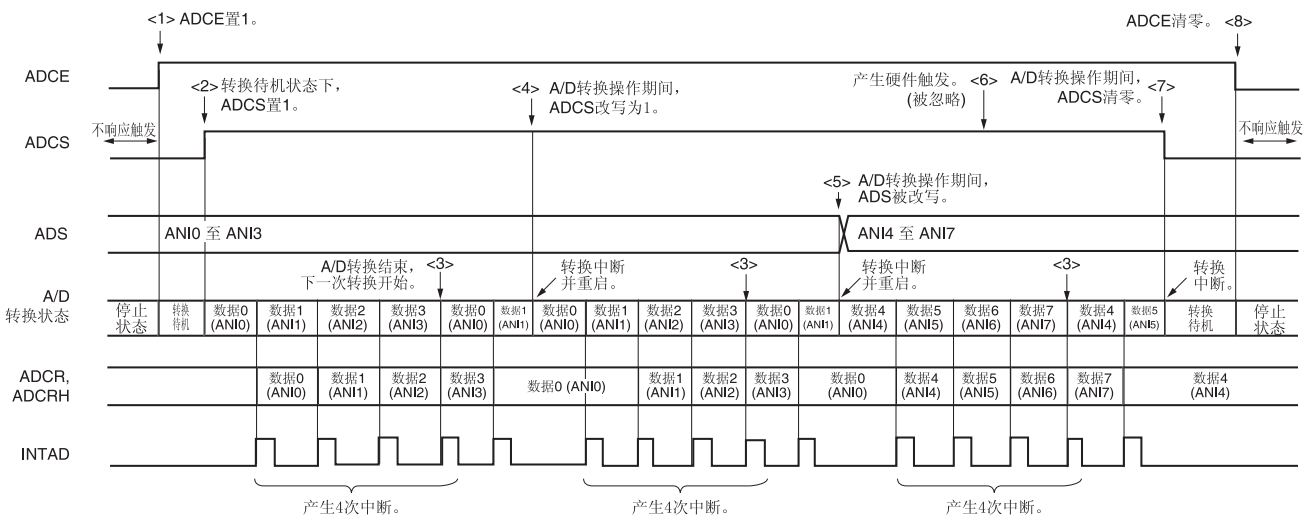 <1> ADCE置1。
ADCE清零。 <8>
ADCE
<2> 转换待机状态下，
ADCS置1。
<4> A/D转换操作期间，
ADCS改写为1。
产生硬件触发。 <6>
(被忽略)
A/D转换操作期间， <7>
ADCS清零。
不响应触发
不响应触发
ADCS
<5> A/D转换操作期间，
ADS被改写。
ADS
ANI0 至 ANI3
ANI4 至 ANI7
A/D转换结束， <3>
下一次转换开始。
转换中断
并重启。
<3>
转换中断
并重启。
<3>
转换
中断。
A/D
转换状态
停止 转换 数据0 数据1 数据2 数据3 数据0 数据1 数据0 数据1 数据2 数据3 数据0 数据1 数据4 数据5 数据6 数据7 数据4 数据5 转换 停止
状态 待机 (ANI0) (ANI1) (ANI2) (ANI3) (ANI0) (ANI1) (ANI0) (ANI1) (ANI2) (ANI3) (ANI0) (ANI1) (ANI4) (ANI5) (ANI6) (ANI7) (ANI4) (ANI5) 待机 状态
ADCR,
ADCRH
数据0 数据1 数据2 数据3 数据0 (ANI0) 数据1 数据2 数据3 数据0 数据4 数据5 数据6 数据7 数据4
(ANI0) (ANI1) (ANI2) (ANI3) (ANI1) (ANI2) (ANI3) (ANI0) (ANI4) (ANI5) (ANI6) (ANI7) (ANI4)
INTAD
产生4次中断。
产生4次中断。
产生4次中断。